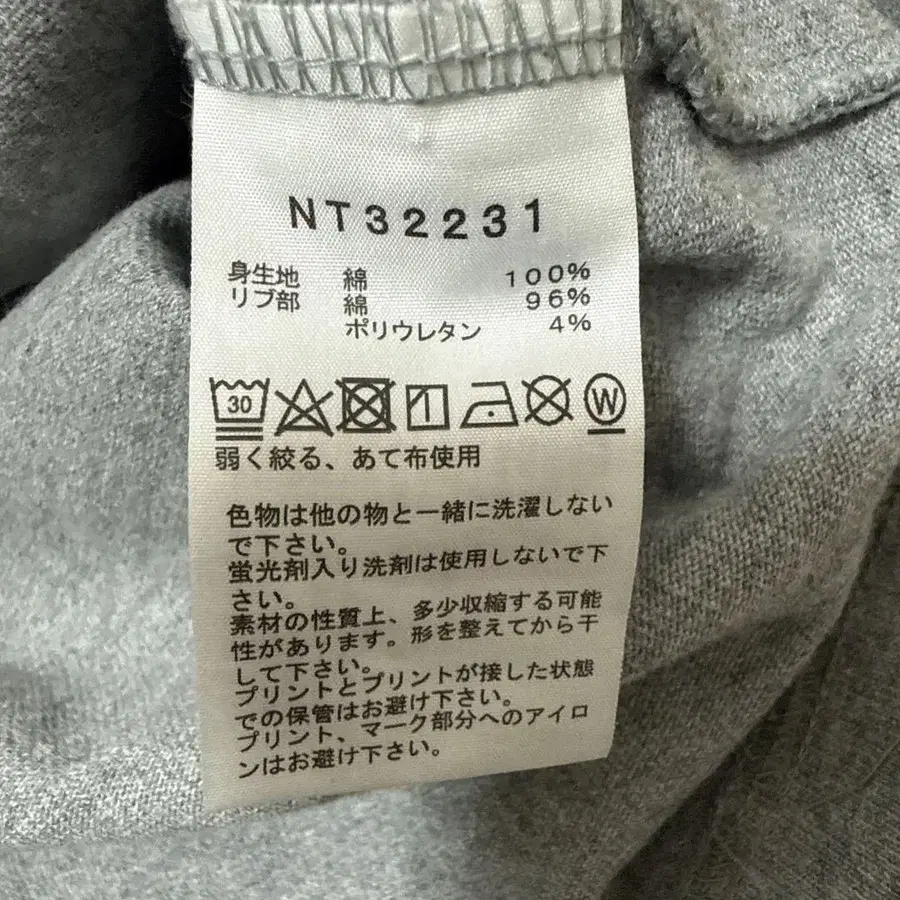 NT32231
身生地 綿 100%
リブ部 綿 96%
ポリウレタン 4%
30 W
弱く絞る、あて布使用
色物は他の物と一緒に洗濯しない
で下さい。
蛍光剤入り洗剤は使用しないで下
さい。
素材の性質上、多少収縮する可能
性があります。形を整えてから干
して下さい。
プリントとプリントが接した状態
での保管はお避け下さい。
プリント、マーク部分へのアイロ
ンはお避け下さい。